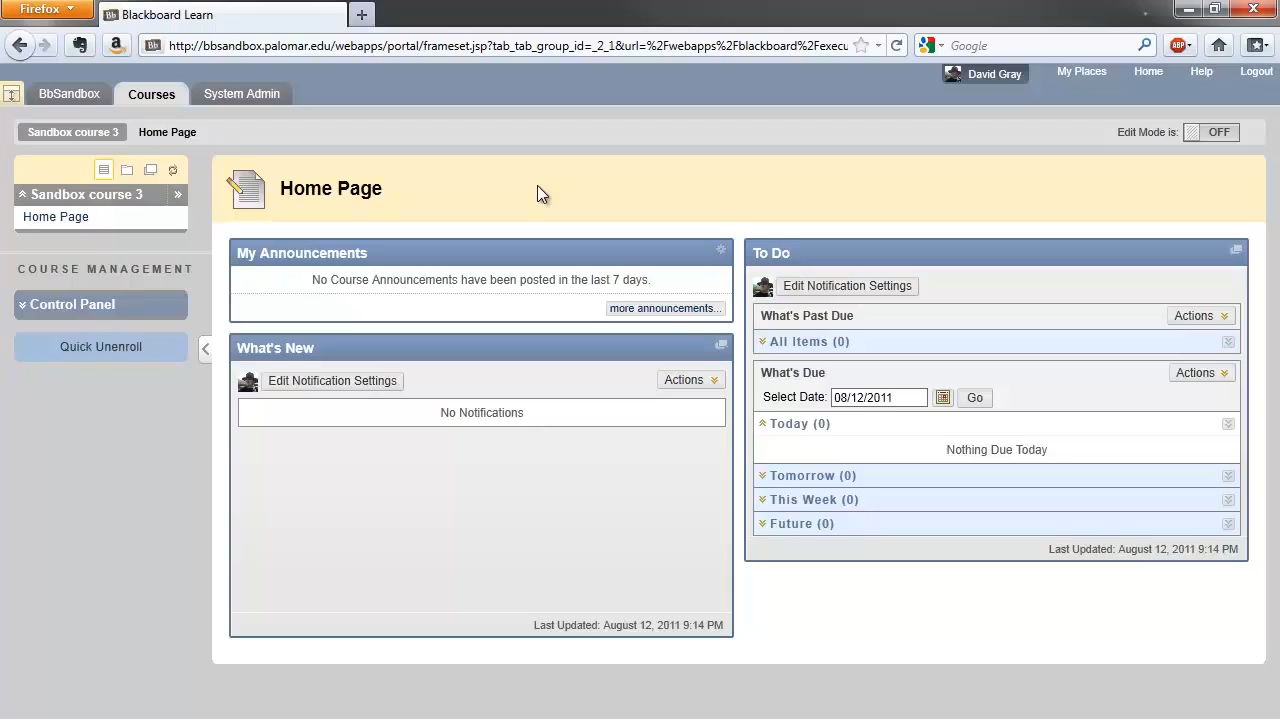 Firefox
Blackboard Learn
http://bbsandbox.palomar.edu/webapps/portal/frameset.jsp?tab_tab_group_id=_2_1&url=%2Fwebapps%2Fblackboard%2Fexecu
Google
ABP
David Gray
My Places
Home
Help
Logout
BbSandbox
Courses
System Admin
Sandbox course 3
Home Page
Edit Mode is:
OFF
Sandbox course 3
Home Page
COURSE MANAGEMENT
Control Panel
Quick Unenroll
Home Page
My Announcements
No Course Announcements have been posted in the last 7 days.
more announcements...
What's New
Edit Notification Settings
Actions
No Notifications
Last Updated: August 12, 2011 9:14 PM
To Do
Edit Notification Settings
What's Past Due
Actions
All Items (0)
What's Due
Actions
Select Date:
08/12/2011
Go
Today (0)
Nothing Due Today
Tomorrow (0)
This Week (0)
Future (0)
Last Updated: August 12, 2011 9:14 PM